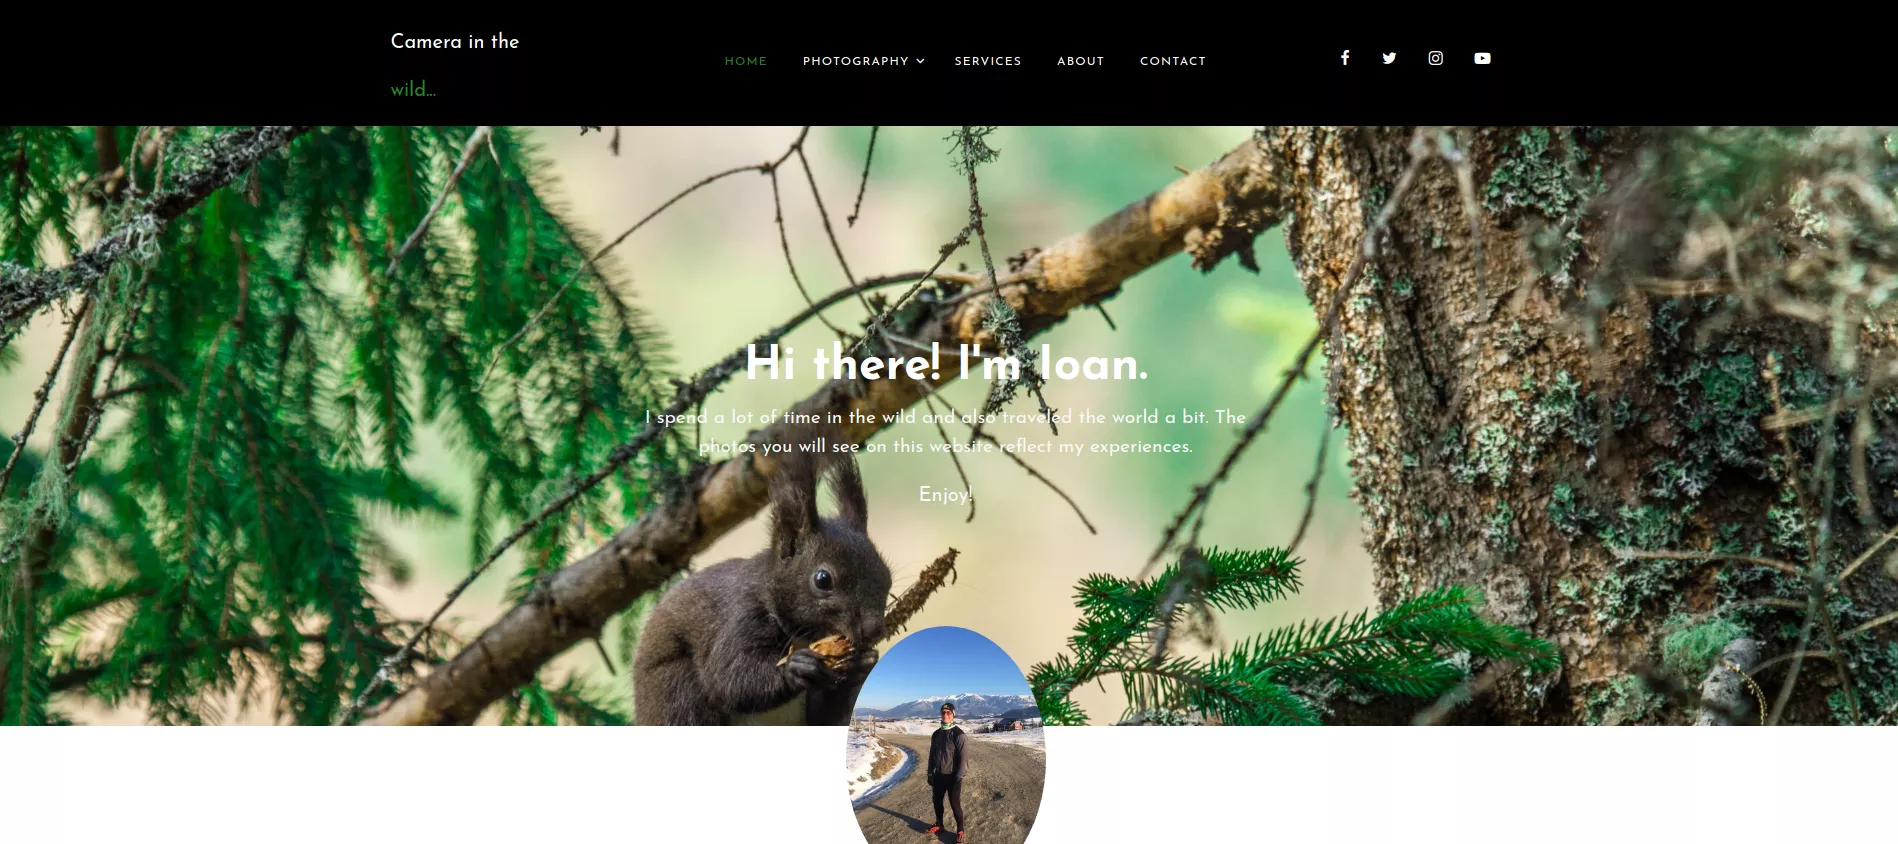 Camera in the
wild...
HOME PHOTOGRAPHY SERVICES ABOUT CONTACT
Hi there! I'm Ioan.
I spend a lot of time in the wild and also traveled the world a bit. The
photos you will see on this website reflect my experiences.
Enjoy!